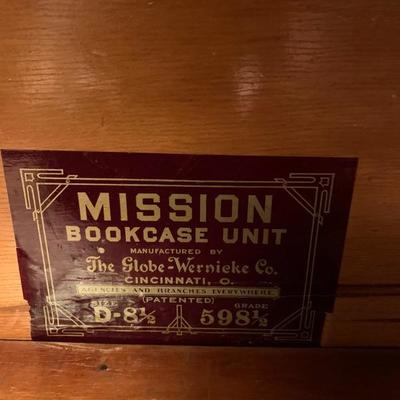 MISSION
BOOKCASE UNIT
MANUFACTURED BY
The Globe-Wernicke Co.
CINCINNATI, O.
AGENCIES AND BRANCHES EVERYWHERE
(PATENTED)
SIZE GRADE
D-8½ 598½